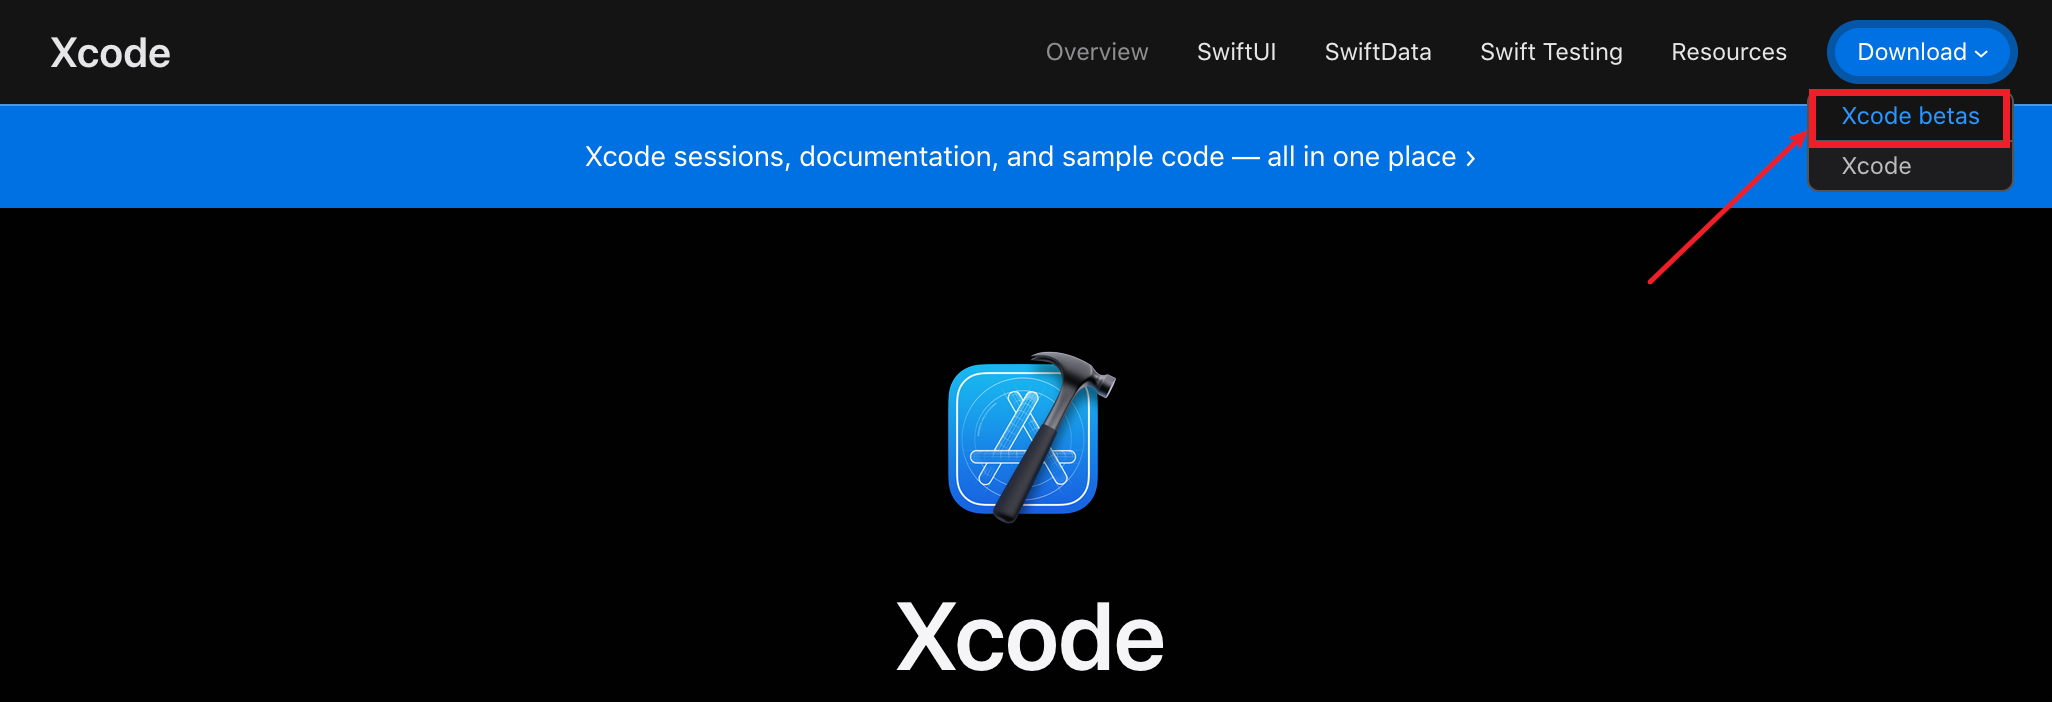 Xcode
Overview SwiftUI SwiftData Swift Testing Resources Download
Xcode betas
Xcode
Xcode sessions, documentation, and sample code — all in one place ›
Xcode